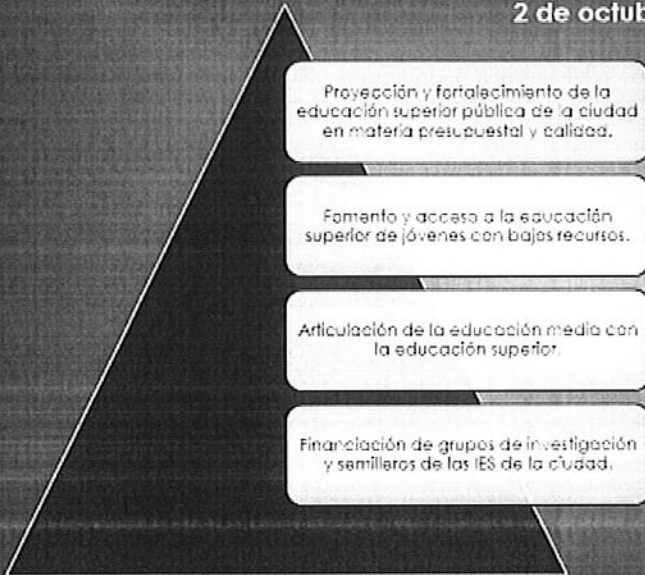 2 de octub
Proyección y fortalecimiento de la
educación superior pública de la ciudad
en materia presupuestal y calidad.
Fomento y acceso a la educación
superior de jóvenes con bajos recursos.
Articulación de la educación media con
la educación superior.
Financiación de grupos de investigación
y semilleros de las IES de la ciudad.